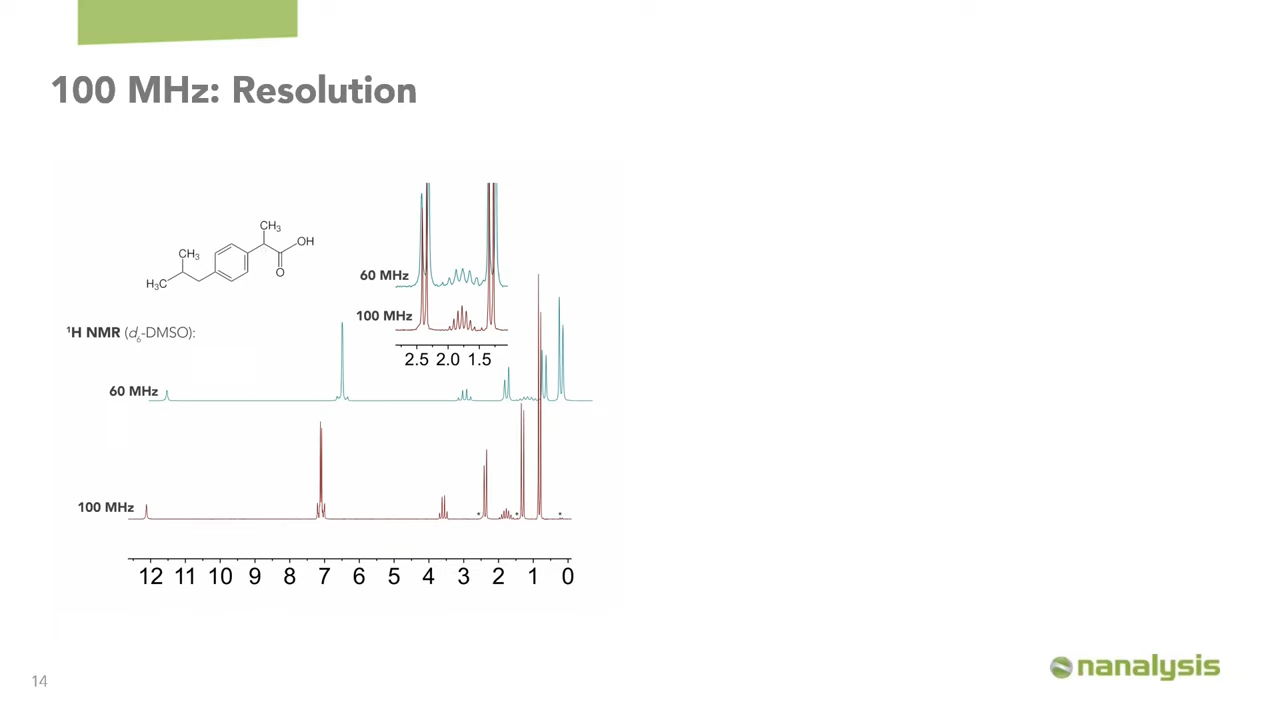 100 MHz: Resolution
CH₃
OH
O
CH₃
H₃C
¹H NMR (d₆-DMSO):
60 MHz
100 MHz
2.5 2.0 1.5
60 MHz
100 MHz
* * *
12 11 10 9 8 7 6 5 4 3 2 1 0
nanalysis
14